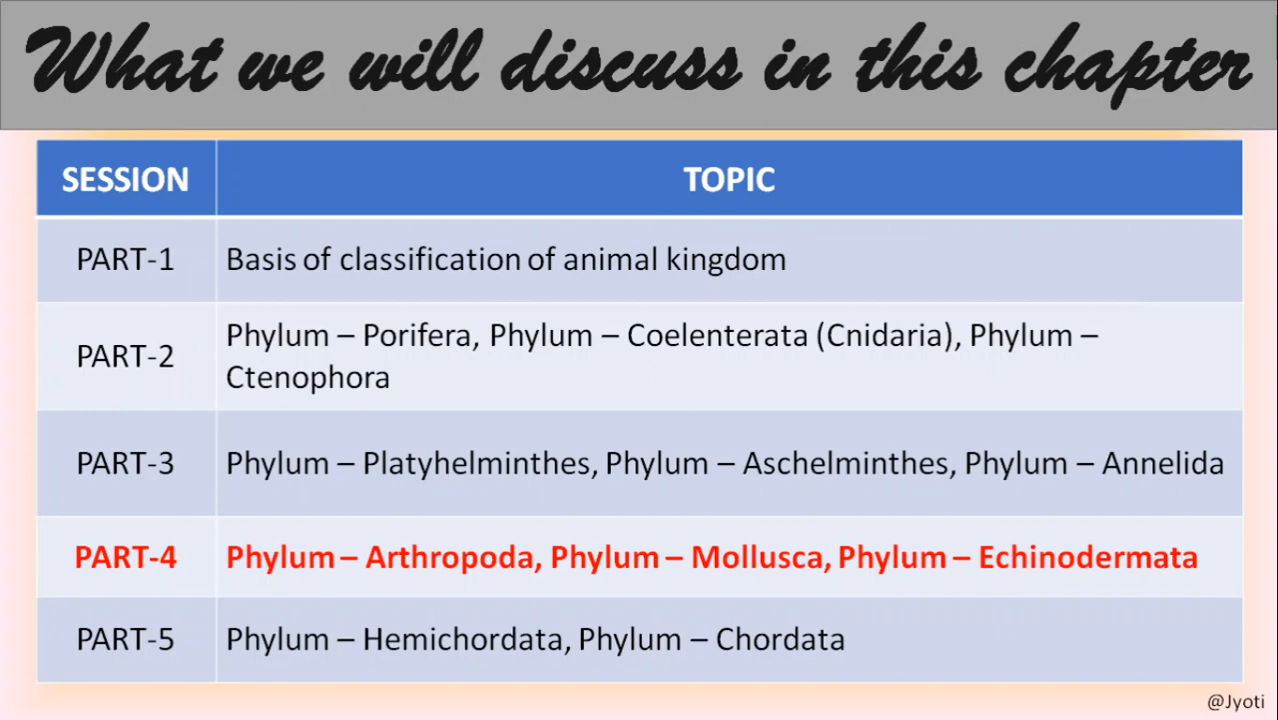 What we will discuss in this chapter
SESSION TOPIC
PART-1 Basis of classification of animal kingdom
PART-2 Phylum – Porifera, Phylum – Coelenterata (Cnidaria), Phylum –
Ctenophora
PART-3 Phylum – Platyhelminthes, Phylum – Aschelminthes, Phylum – Annelida
PART-4 Phylum – Arthropoda, Phylum – Mollusca, Phylum – Echinodermata
PART-5 Phylum – Hemichordata, Phylum – Chordata
@Jyoti